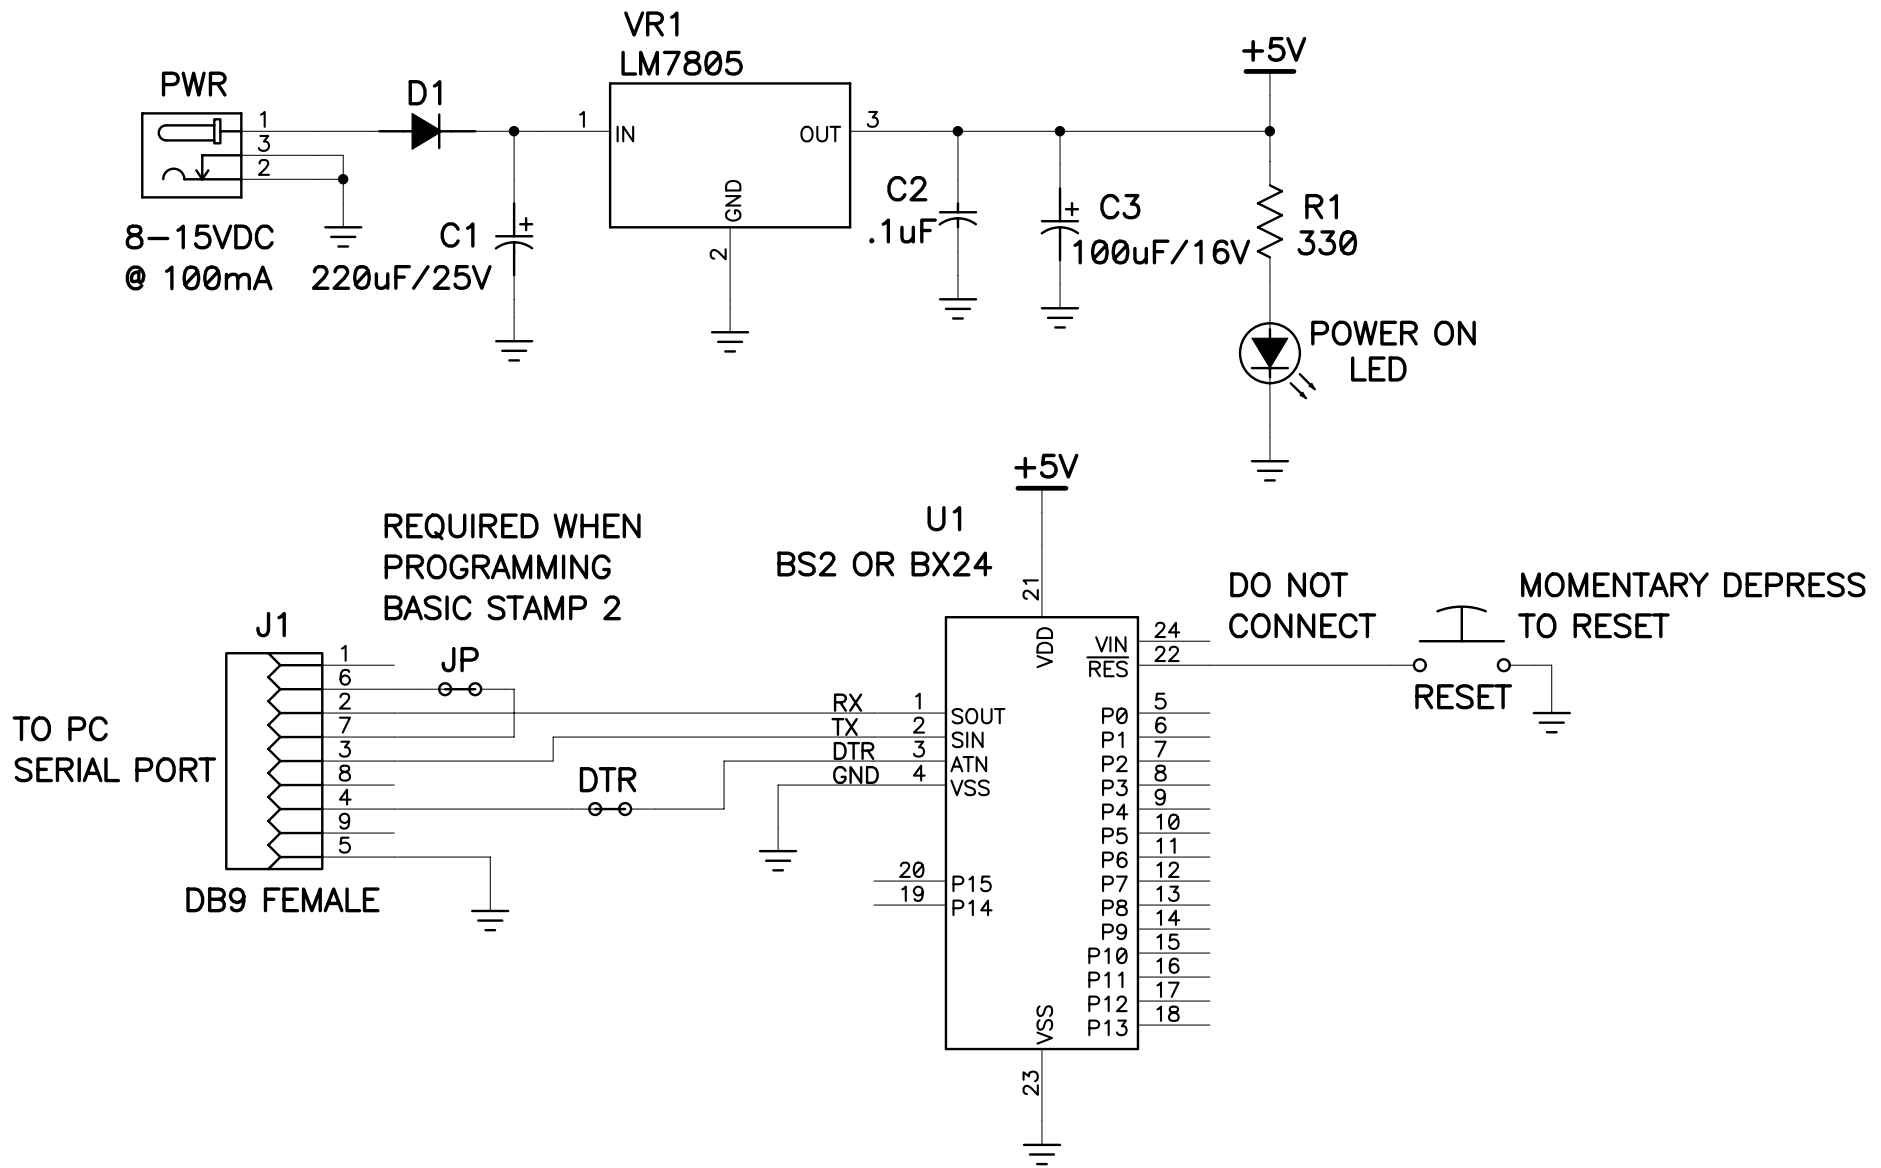 VR1
LM7805
+5V
PWR
D1
1
3
2
1
IN
OUT
3
GND
2
8-15VDC
@ 100mA
C1
+
220uF/25V
C2
.1uF
+
C3
100uF/16V
R1
330
POWER ON
LED
+5V
U1
BS2 OR BX24
21
VDD
REQUIRED WHEN
PROGRAMMING
BASIC STAMP 2
J1
JP
TO PC
SERIAL PORT
1
6
2
7
3
8
4
9
5
DTR
DB9 FEMALE
RX 1 SOUT
TX 2 SIN
DTR 3 ATN
GND 4 VSS
20 P15
19 P14
VIN 24
RES 22
P0 5
P1 6
P2 7
P3 8
P4 9
P5 10
P6 11
P7 12
P8 13
P9 14
P10 15
P11 16
P12 17
P13 18
VSS
23
DO NOT
CONNECT
MOMENTARY DEPRESS
TO RESET
RESET